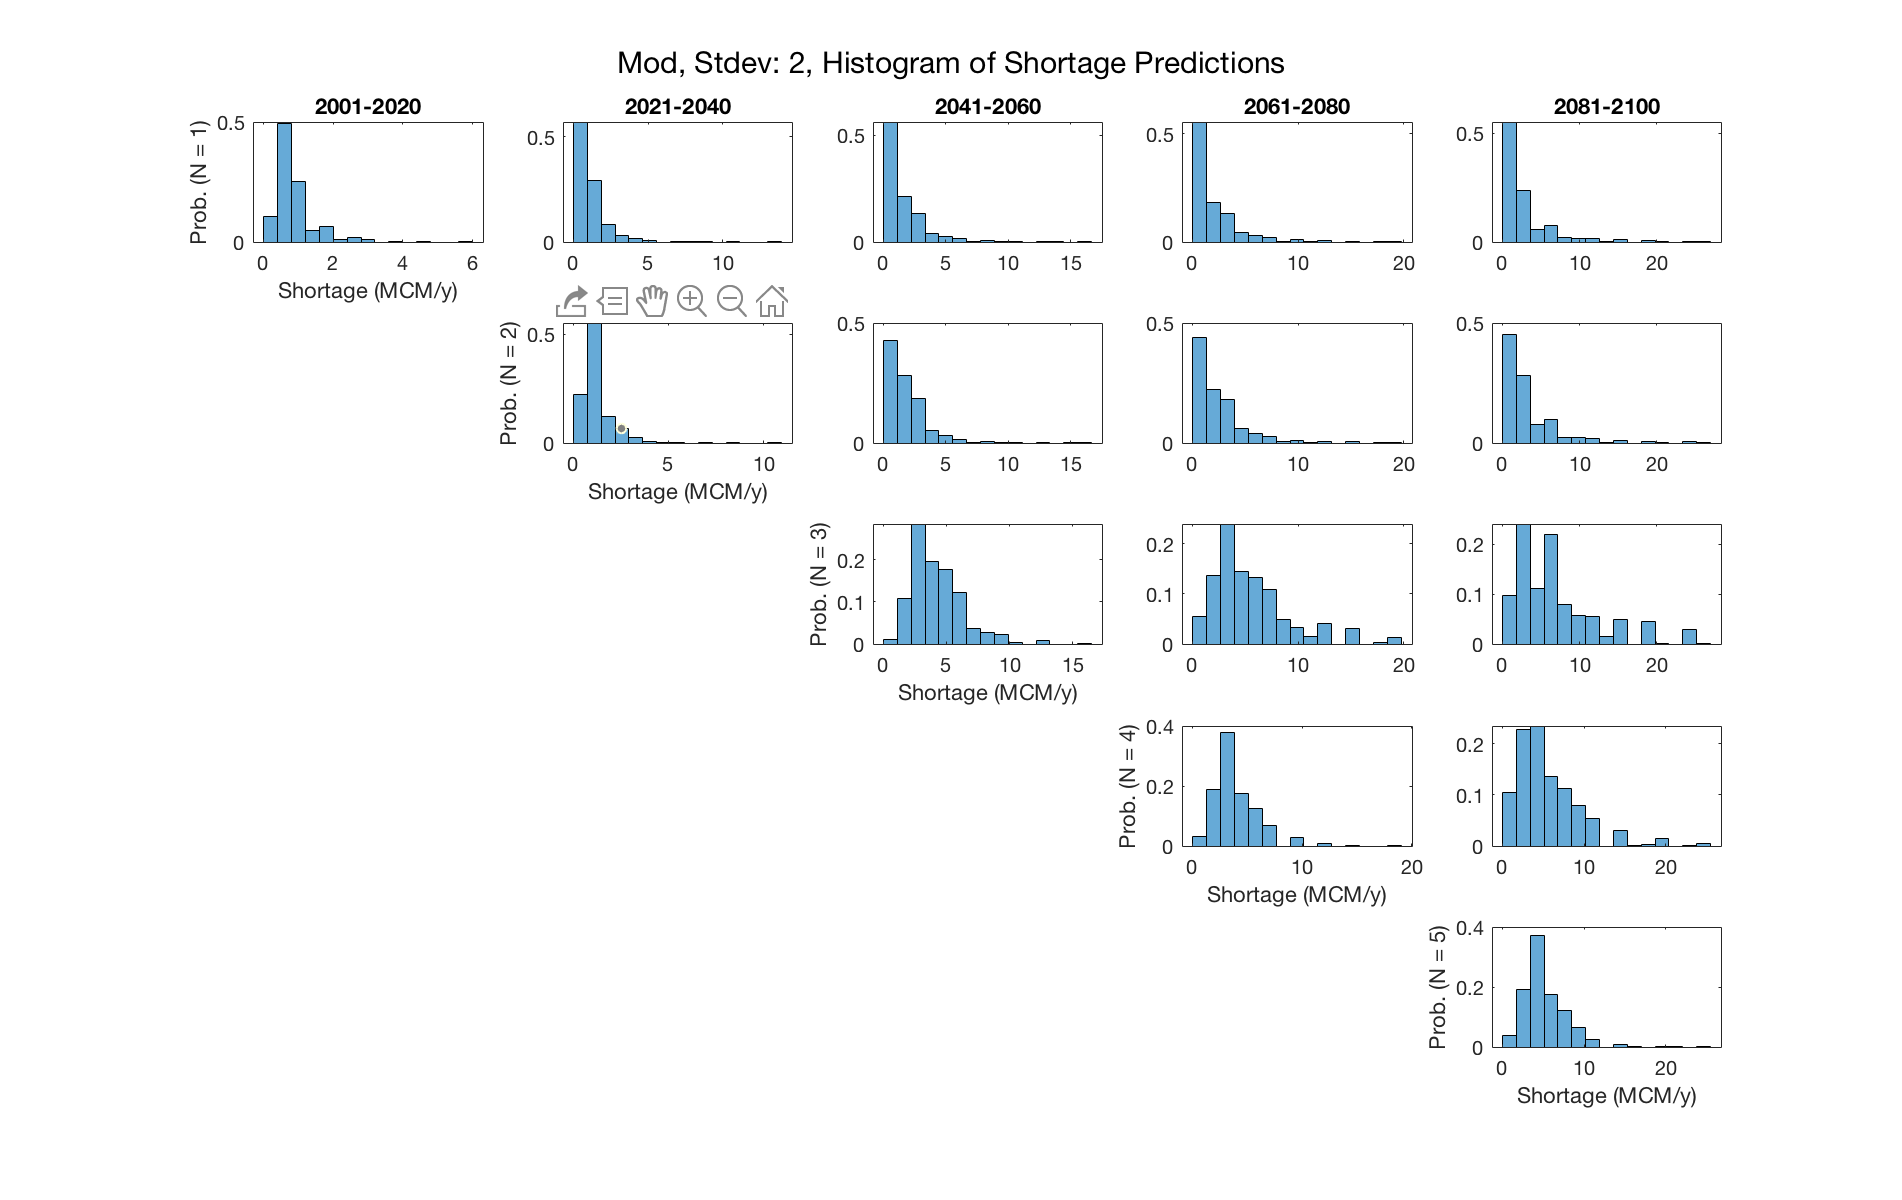 Mod, Stdev: 2, Histogram of Shortage Predictions
2001-2020 2021-2040 2041-2060 2061-2080 2081-2100
Prob. (N = 1)
0.5 0.5 0.5 0.5 0.5
0 0 0 0 0
0 2 4 6 0 5 10 0 5 10 15 0 10 20 0 10 20
Shortage (MCM/y)
Prob. (N = 2)
0.5 0.5 0.5 0.5
0 0 0 0
0 5 10 0 5 10 15 0 10 20 0 10 20
Shortage (MCM/y)
Prob. (N = 3)
0.2 0.2 0.2
0.1 0.1 0.1
0 0 0
0 5 10 15 0 10 20 0 10 20
Shortage (MCM/y)
Prob. (N = 4)
0.4
0.2 0.2
0.1
0 0
0 10 20 0 10 20
Shortage (MCM/y)
Prob. (N = 5)
0.4
0.2
0
0 10 20
Shortage (MCM/y)